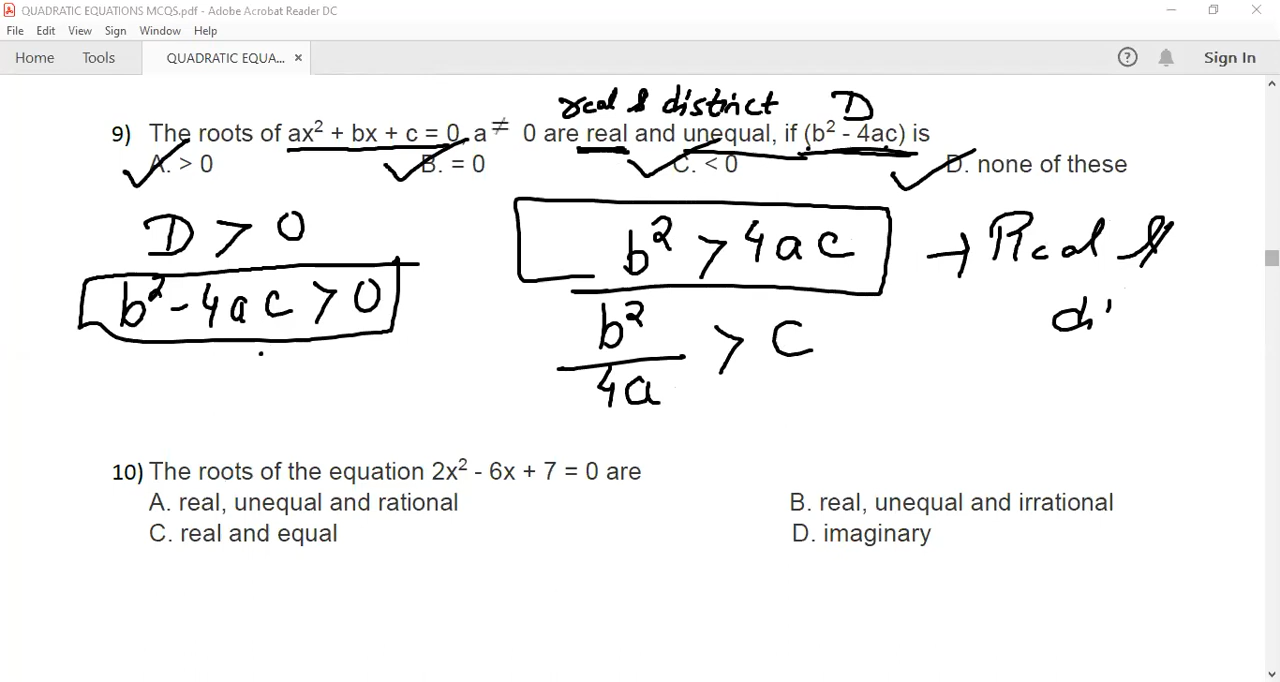 QUADRATIC EQUATIONS MCQS.pdf - Adobe Acrobat Reader DC
File Edit View Sign Window Help
Home Tools QUADRATIC EQUA... × Sign In
real & district D
9) The roots of ax² + bx + c = 0, a ≠ 0 are real and unequal, if (b² - 4ac) is
A. > 0 B. = 0 C. < 0 D. none of these
D > 0 b² > 4ac → Real &
b² - 4ac > 0 di
b²/4a > c
10) The roots of the equation 2x² - 6x + 7 = 0 are
A. real, unequal and rational B. real, unequal and irrational
C. real and equal D. imaginary